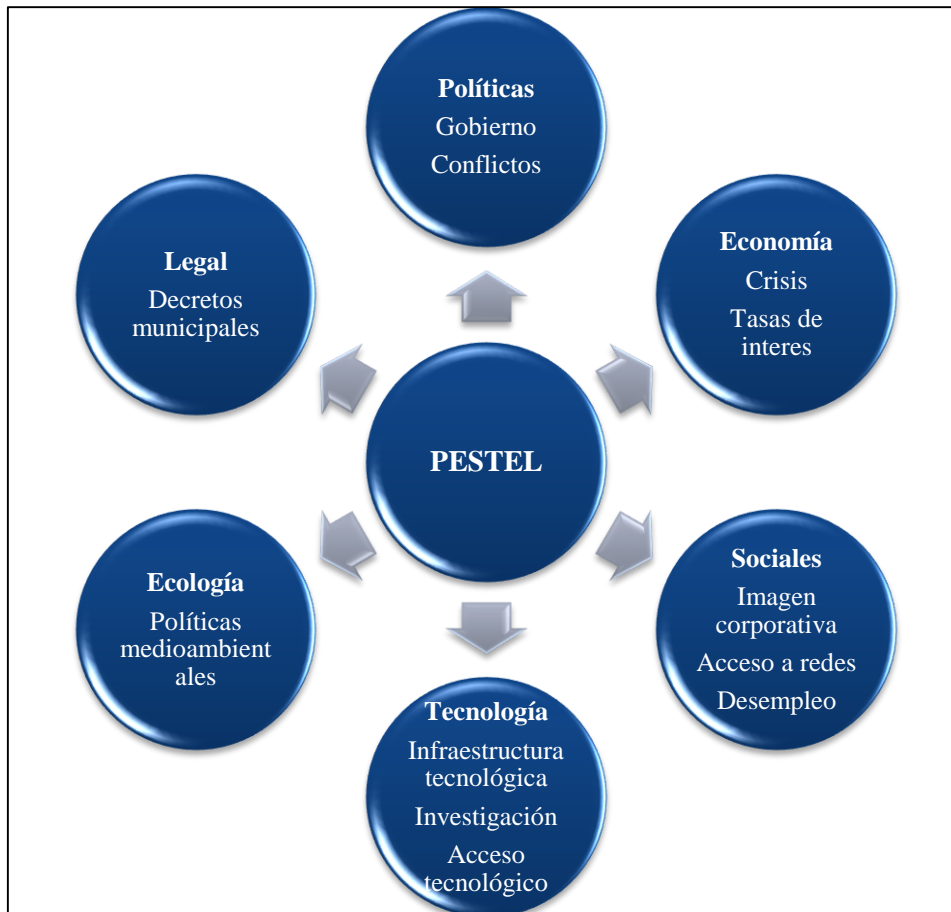 Políticas
Gobierno
Conflictos
Economía
Crisis
Tasas de
interes
Sociales
Imagen
corporativa
Acceso a redes
Desempleo
Tecnología
Infraestructura
tecnológica
Investigación
Acceso
tecnológico
Ecología
Políticas
medioambient
ales
Legal
Decretos
municipales
PESTEL